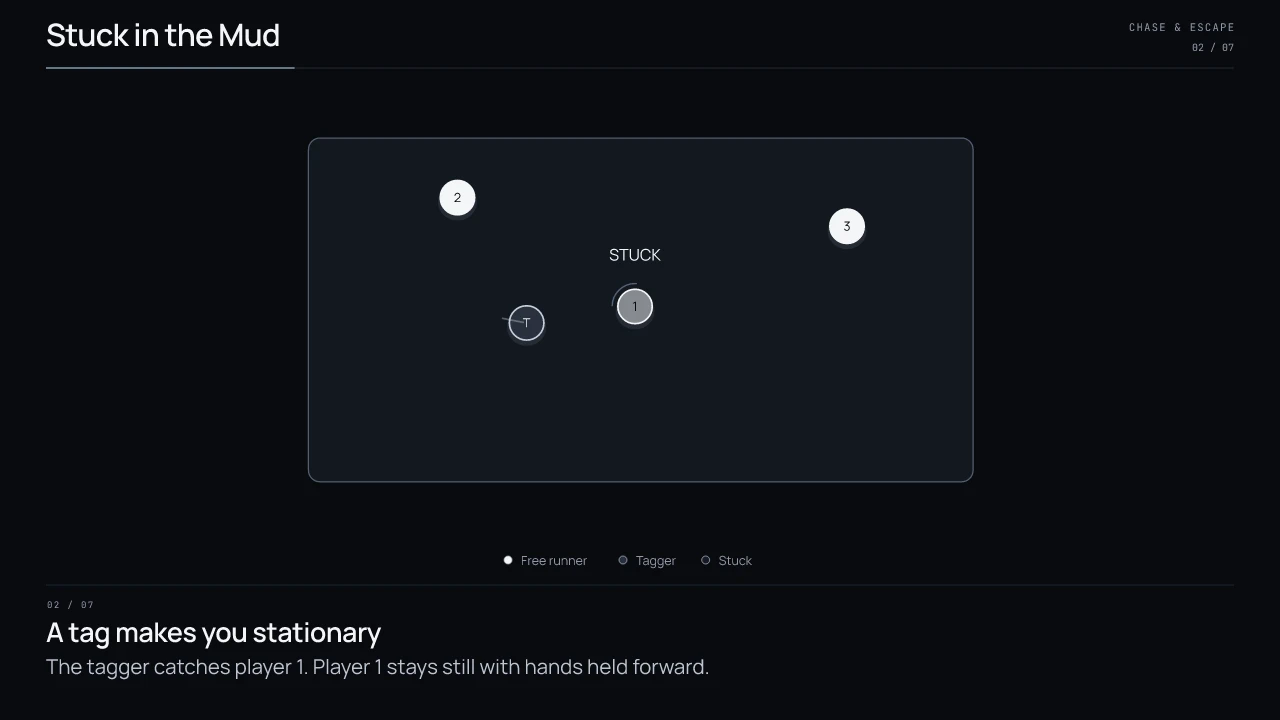 Stuck in the Mud
CHASE & ESCAPE
02 / 07
2
3
STUCK
1
T
Free runner
Tagger
Stuck
02 / 07
A tag makes you stationary
The tagger catches player 1. Player 1 stays still with hands held forward.